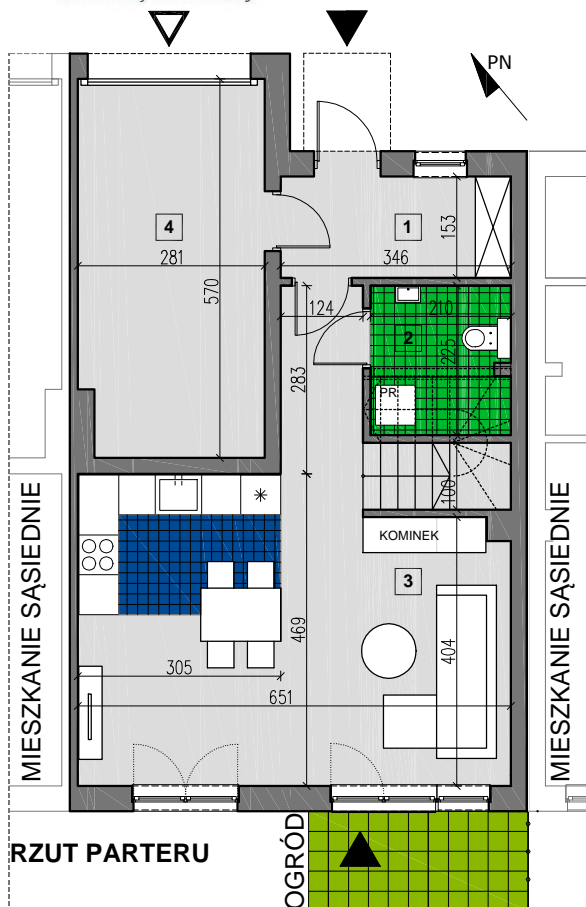 PN
4
1
153
281
346
570
124
210
2
225
283
PR
100
MIESZKANIE SĄSIEDNIE
MIESZKANIE SĄSIEDNIE
KOMINEK
3
469
404
305
651
RZUT PARTERU
OGRÓD